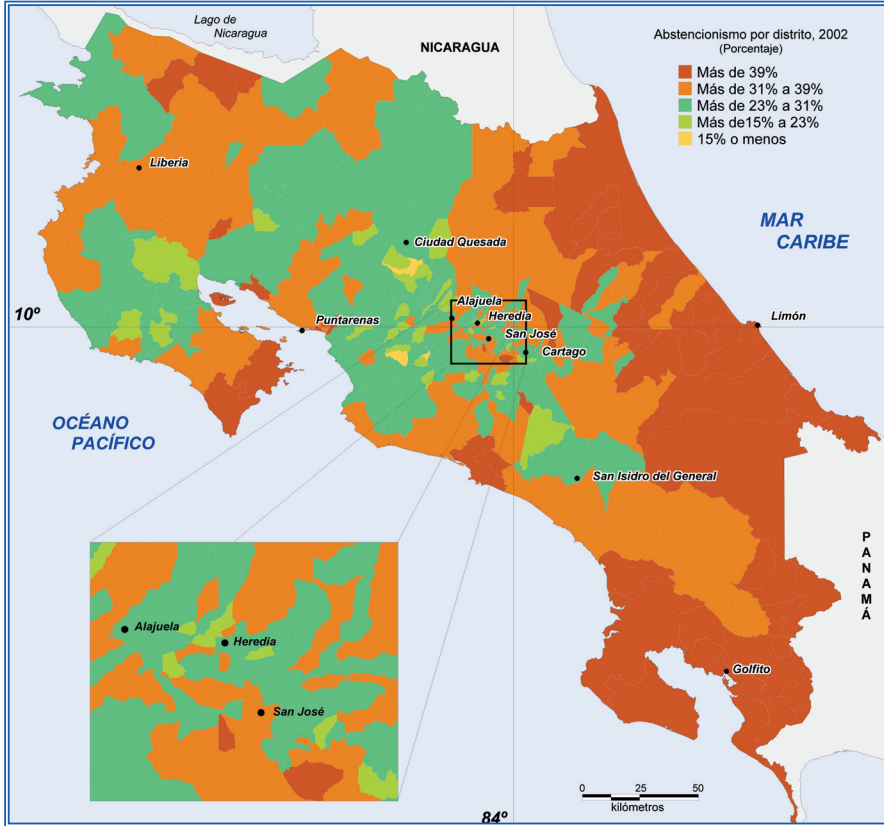 Lago de
Nicaragua
NICARAGUA
Abstencionismo por distrito, 2002
(Porcentaje)
Más de 39%
Más de 31% a 39%
Más de 23% a 31%
Más de15% a 23%
15% o menos
Liberia
MAR
CARIBE
Ciudad Quesada
10º
Puntarenas
Alajuela
Heredia
San José
Cartago
Limón
OCÉANO
PACÍFICO
San Isidro del General
PANAMÁ
Alajuela
Heredia
San José
Golfito
0 25 50
kilómetros
84º